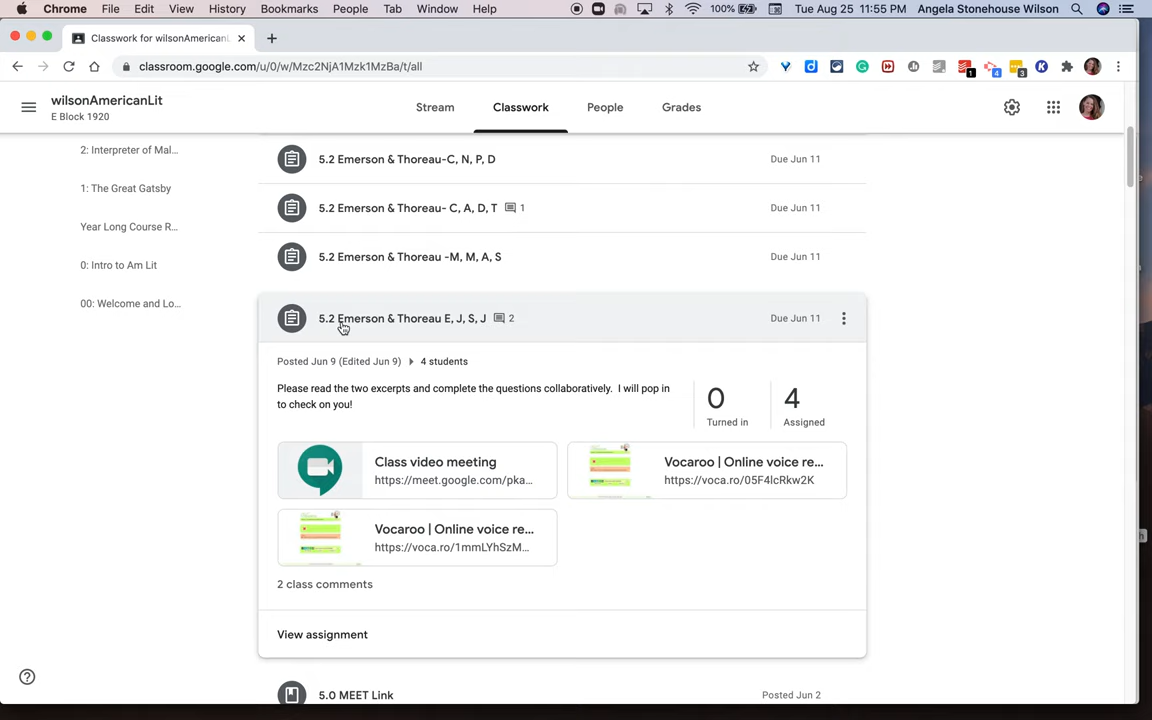 Chrome File Edit View History Bookmarks People Tab Window Help 100% Tue Aug 25 11:55 PM Angela Stonehouse Wilson
Classwork for wilsonAmericanL
classroom.google.com/u/0/w/Mzc2NjA1Mzk1MzBa/t/all
1 4 3 K
wilsonAmericanLit
E Block 1920
Stream Classwork People Grades
2: Interpreter of Mal...
1: The Great Gatsby
Year Long Course R...
0: Intro to Am Lit
00: Welcome and Lo...
5.2 Emerson & Thoreau-C, N, P, D Due Jun 11
5.2 Emerson & Thoreau- C, A, D, T 1 Due Jun 11
5.2 Emerson & Thoreau -M, M, A, S Due Jun 11
5.2 Emerson & Thoreau E, J, S, J 2 Due Jun 11
Posted Jun 9 (Edited Jun 9) 4 students
Please read the two excerpts and complete the questions collaboratively. I will pop in
to check on you!
0 4
Turned in Assigned
Class video meeting
https://meet.google.com/pka...
Vocaroo | Online voice re...
https://voca.ro/05F4lcRkw2K
Vocaroo | Online voice re...
https://voca.ro/1mmLYhSzM...
2 class comments
View assignment
5.0 MEET Link Posted Jun 2